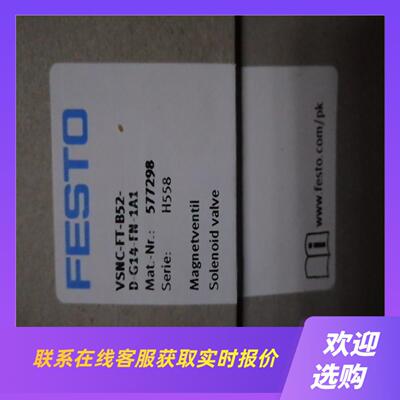 FESTO
VSNC-FT-B52-
D-G14-FN-1A1
Mat.-Nr.: 577298
Serie: H558
Magnetventil
Solenoid valve
www.festo.com/pk
联系在线客服获取实时报价
欢迎
选购